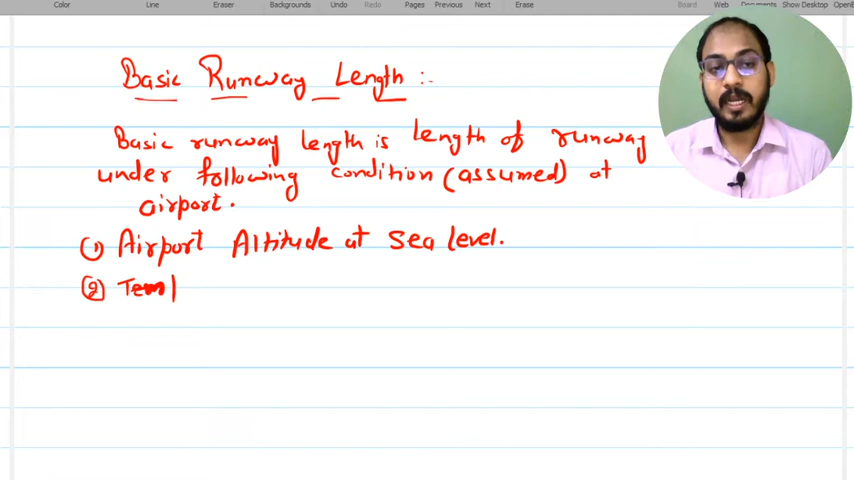 Color Line Eraser Backgrounds Undo Redo Pages Previous Next Erase Board Web Documents Show Desktop
Basic Runway Length :-
Basic runway length is Length of runway
under following condition (assumed) at
airport.
(1) Airport Altitude at Sea level.
(2) Tem